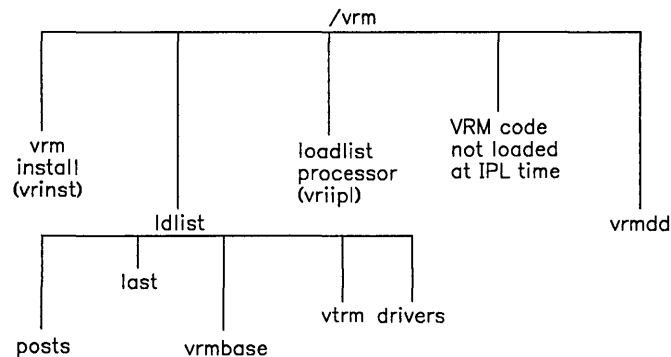 /vrm
vrm
install
(vrinst)
loadlist
processor
(vriipl)
VRM code
not loaded
at IPL time
ldlist
vrmdd
last
vtrm drivers
posts
vrmbase